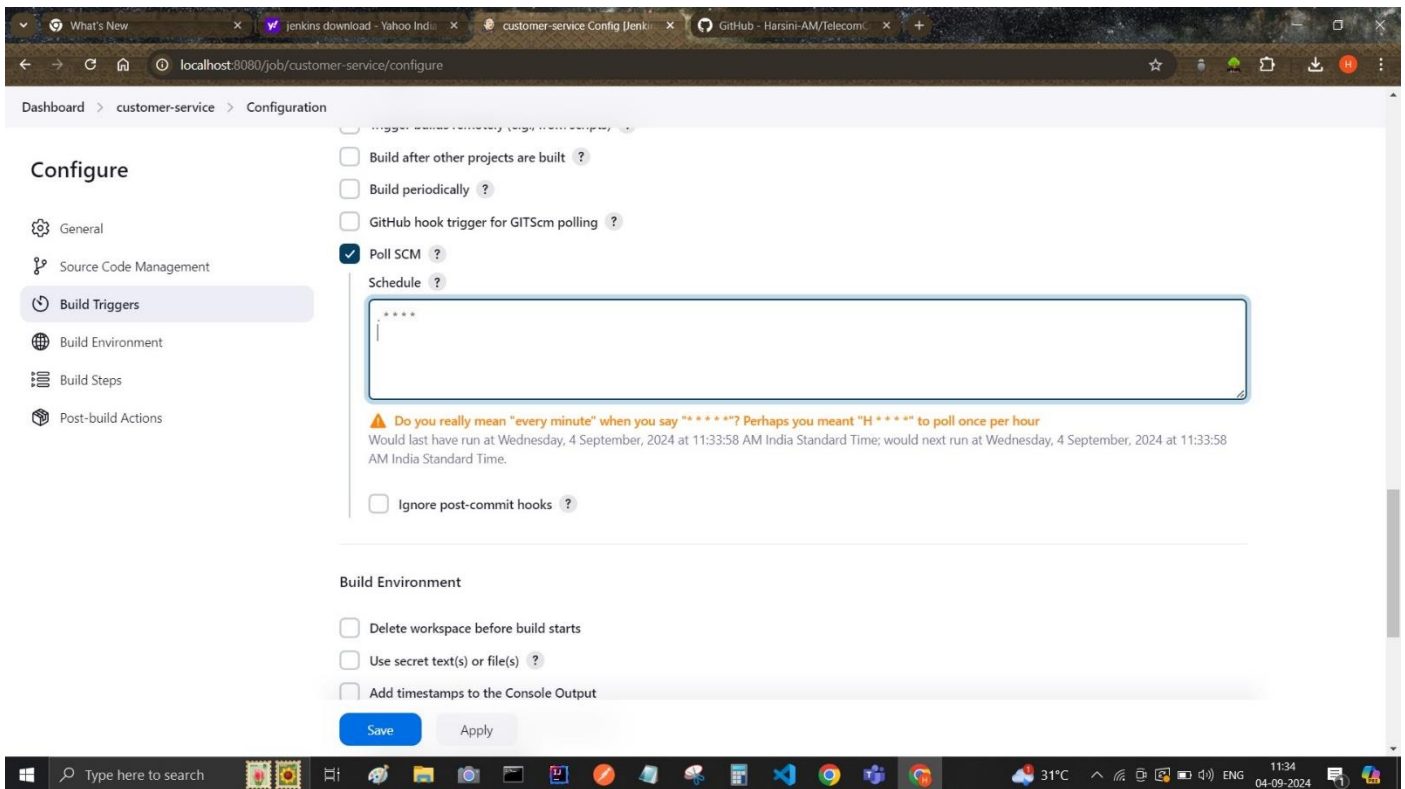 What's New
jenkins download - Yahoo India
customer-service Config [Jenki
GitHub - Harsini-AM/TelecomC
localhost:8080/job/customer-service/configure
H
Dashboard > customer-service > Configuration
Configure
General
Source Code Management
Build Triggers
Build Environment
Build Steps
Post-build Actions
Build after other projects are built ?
Build periodically ?
GitHub hook trigger for GITScm polling ?
Poll SCM ?
Schedule ?
. * * * *
Do you really mean "every minute" when you say "* * * * *"? Perhaps you meant "H * * * *" to poll once per hour
Would last have run at Wednesday, 4 September, 2024 at 11:33:58 AM India Standard Time; would next run at Wednesday, 4 September, 2024 at 11:33:58
AM India Standard Time.
Ignore post-commit hooks ?
Build Environment
Delete workspace before build starts
Use secret text(s) or file(s) ?
Add timestamps to the Console Output
Save Apply
Type here to search
31°C
ENG
11:34
04-09-2024